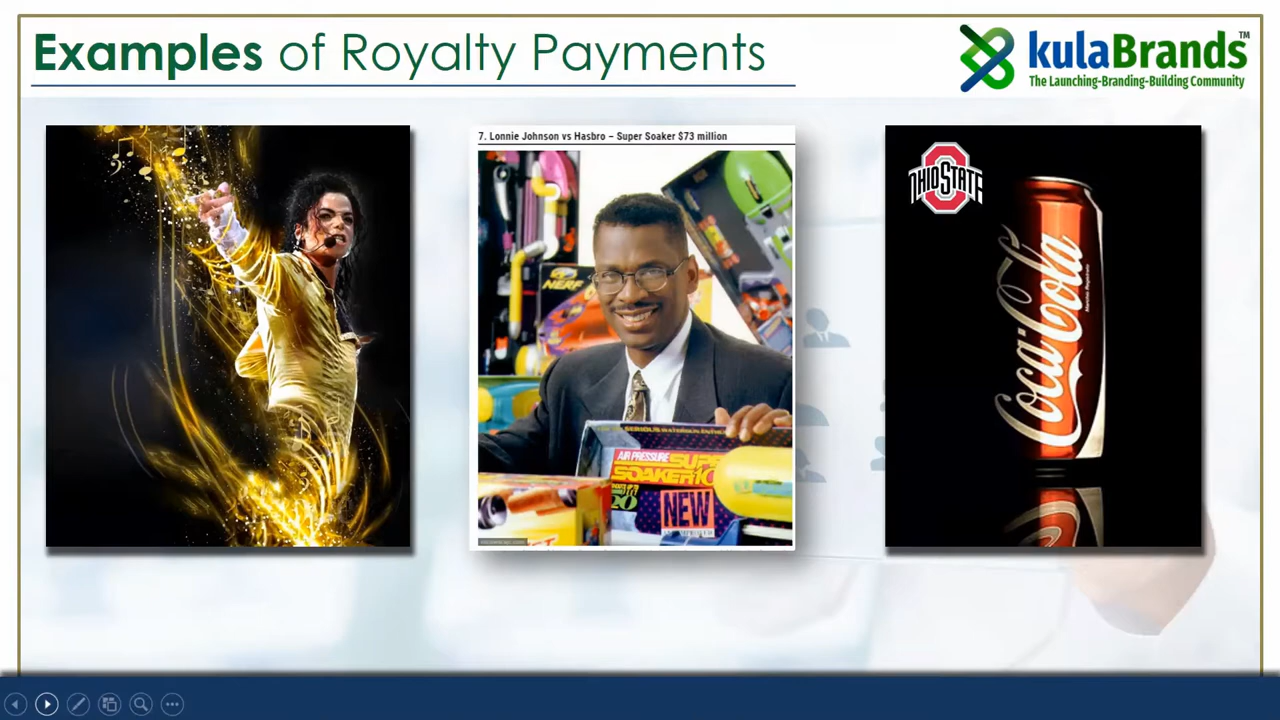 Examples of Royalty Payments
kulaBrands™
The Launching-Branding-Building Community
7. Lonnie Johnson vs Hasbro – Super Soaker $73 million
NERF
AIR PRESSURE SUPER
SOAKER
NEW
OHIO STATE
Coca-Cola